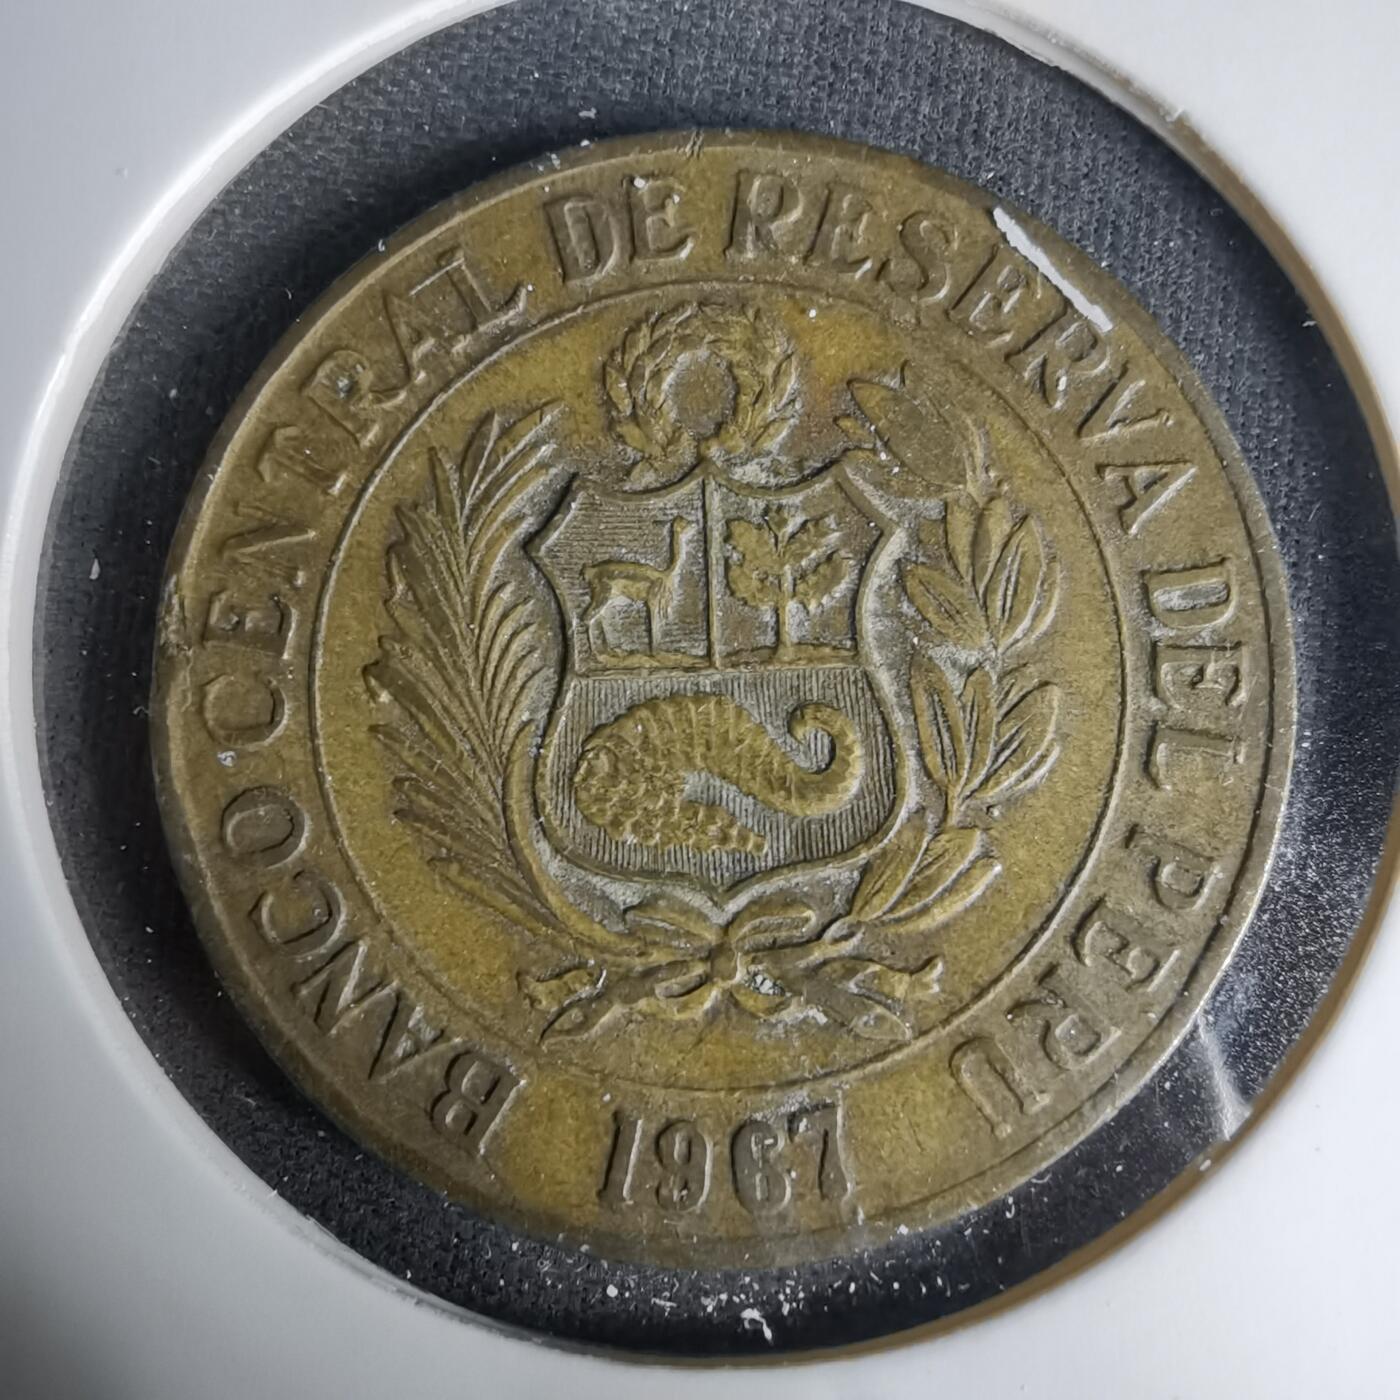 BANCO CENTRAL DE RESERVA DEL PERU
1967